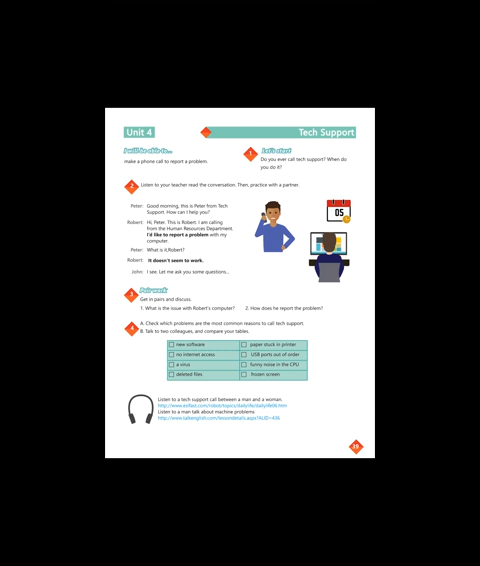 Unit 4
Tech Support
I will be able to...
make a phone call to report a problem.
1
Let's start
Do you ever call tech support? When do
you do it?
2
Listen to your teacher read the conversation. Then, practice with a partner.
Peter: Good morning, this is Peter from Tech
Support. How can I help you?
Robert: Hi, Peter. This is Robert. I am calling
from the Human Resources Department.
I'd like to report a problem with my
computer.
Peter: What is it,Robert?
Robert: It doesn't seem to work.
John: I see. Let me ask you some questions...
05
3
Pair work
Get in pairs and discuss.
1. What is the issue with Robert's computer? 2. How does he report the problem?
4
A. Check which problems are the most common reasons to call tech support.
B. Talk to two colleagues, and compare your tables.
new software
paper stuck in printer
no internet access
USB ports out of order
a virus
funny noise in the CPU
deleted files
frozen screen
Listen to a tech support call between a man and a woman.
Listen to a man talk about machine problems
39